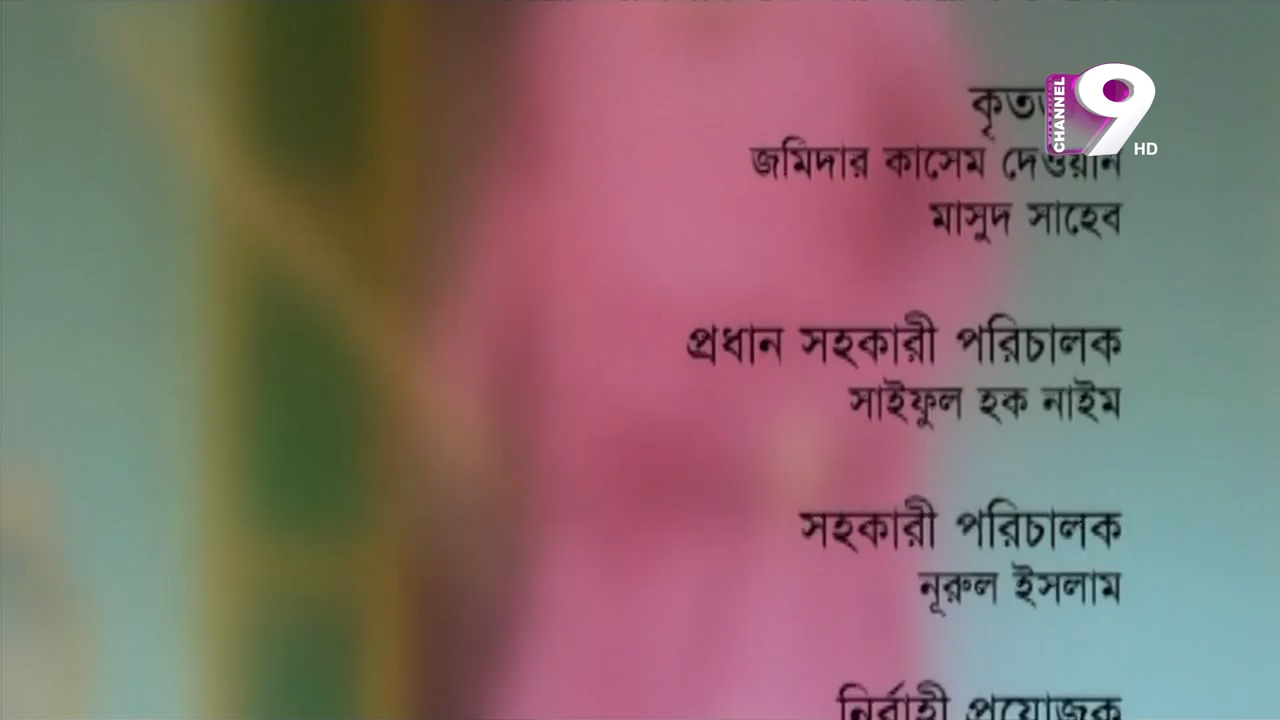 CHANNEL 9
HD
জমিদার কাসেম দেওয়ান
মাসুদ সাহেব
প্রধান সহকারী পরিচালক
সাইফুল হক নাইম
সহকারী পরিচালক
নূরুল ইসলাম
নির্বাহী প্রযোজক